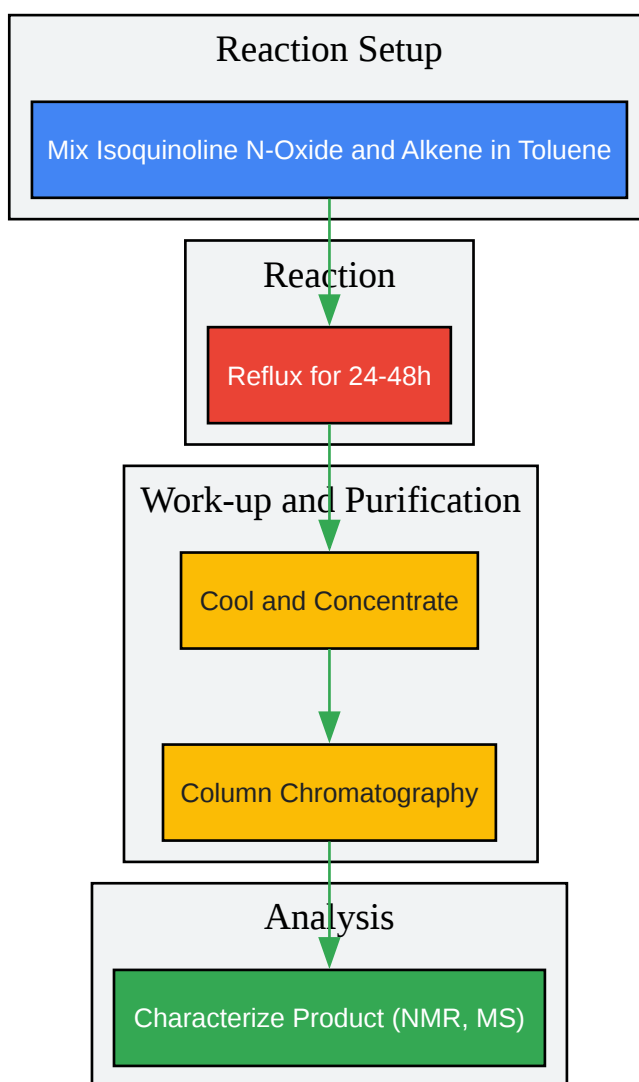 Reaction Setup
Mix Isoquinoline N-Oxide and Alkene in Toluene
Reaction
Reflux for 24-48h
Work-up and Purification
Cool and Concentrate
Column Chromatography
Analysis
Characterize Product (NMR, MS)